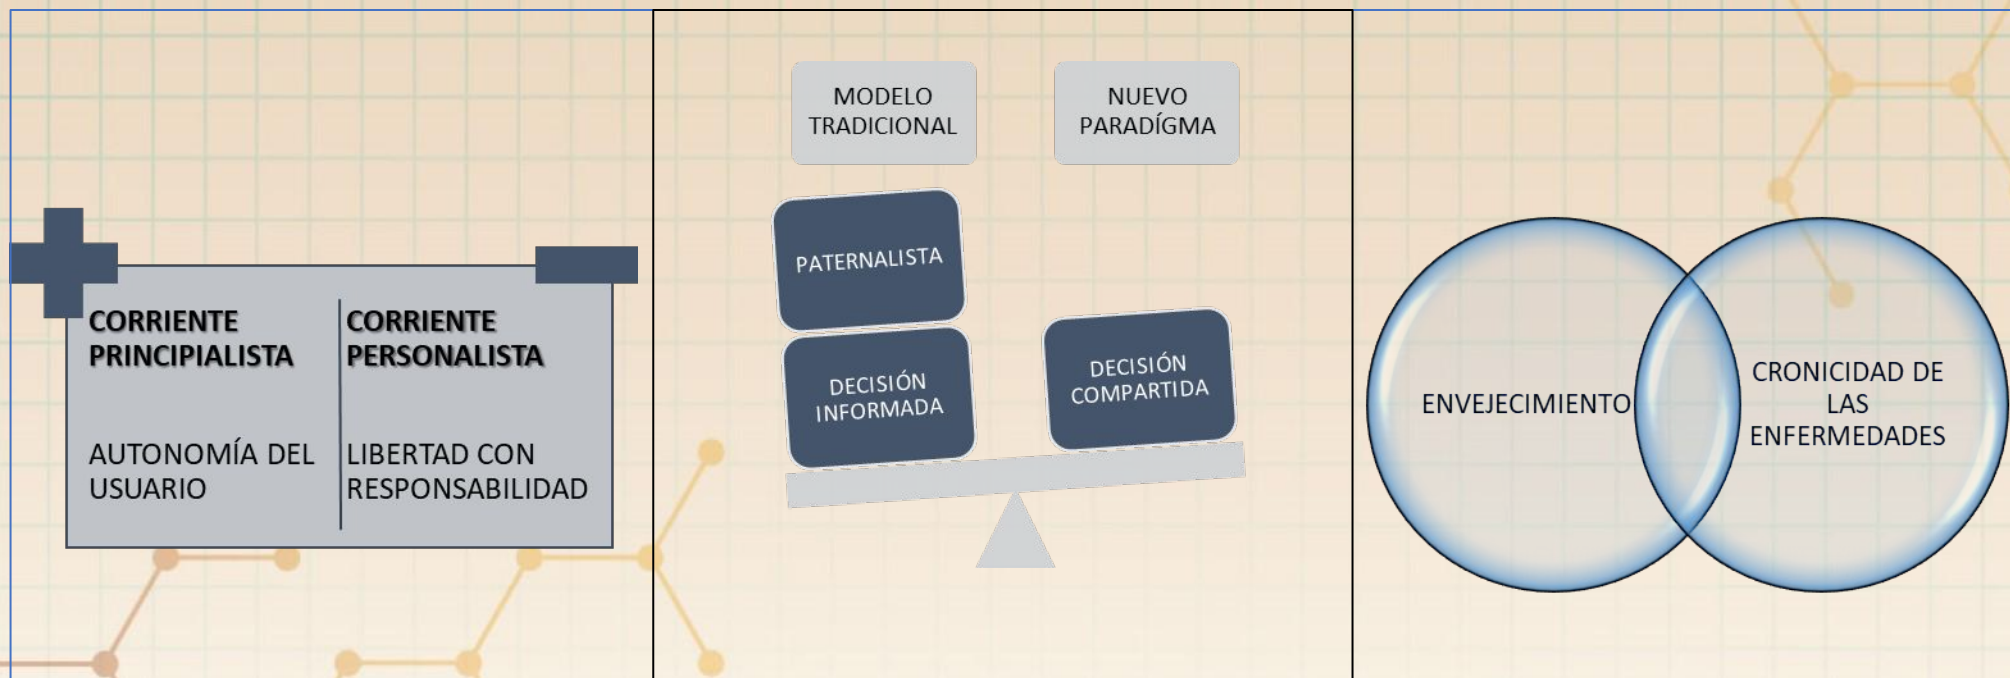 CORRIENTE
PRINCIPIALISTA
AUTONOMÍA DEL
USUARIO
CORRIENTE
PERSONALISTA
LIBERTAD CON
RESPONSABILIDAD
MODELO
TRADICIONAL
NUEVO
PARADÍGMA
PATERNALISTA
DECISIÓN
INFORMADA
DECISIÓN
COMPARTIDA
ENVEJECIMIENTO
CRONICIDAD DE
LAS
ENFERMEDADES